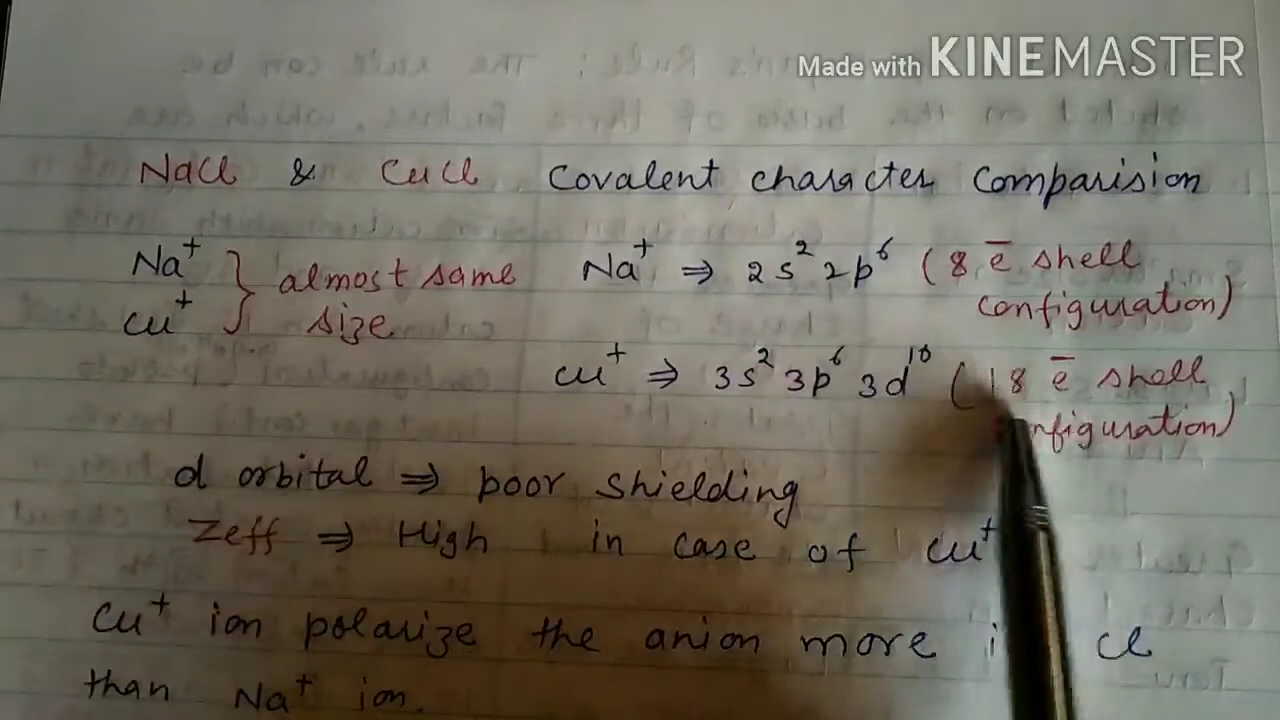 Made with KINEMASTER
NaCl & CuCl Covalent character Comparision
Na⁺ } almost same
Cu⁺ } size
Na⁺ ⇒ 2s² 2p⁶ (8 e⁻ shell
configuration)
Cu⁺ ⇒ 3s² 3p⁶ 3d¹⁰ (18 e⁻ shell
nfiguration)
d orbital ⇒ poor shielding
Zeff ⇒ High in case of Cu⁺
Cu⁺ ion polarize the anion more i Cl
than Na⁺ ion.